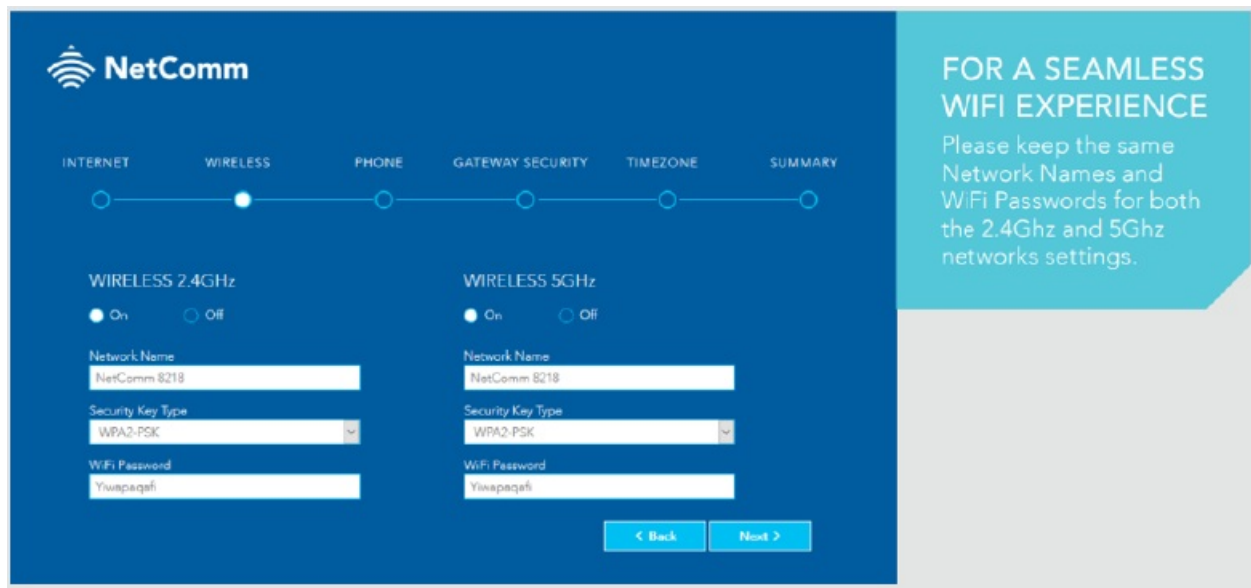 NetComm
INTERNET WIRELESS PHONE GATEWAY SECURITY TIMEZONE SUMMARY
WIRELESS 2.4GHz
On Off
Network Name
NetComm 8218
Security Key Type
WPA2-PSK
WiFi Password
Yiwapaqafi
WIRELESS 5GHz
On Off
Network Name
NetComm 8218
Security Key Type
WPA2-PSK
WiFi Password
Yiwapaqafi
< Back Next >
FOR A SEAMLESS
WIFI EXPERIENCE
Please keep the same
Network Names and
WiFi Passwords for both
the 2.4Ghz and 5Ghz
networks settings.